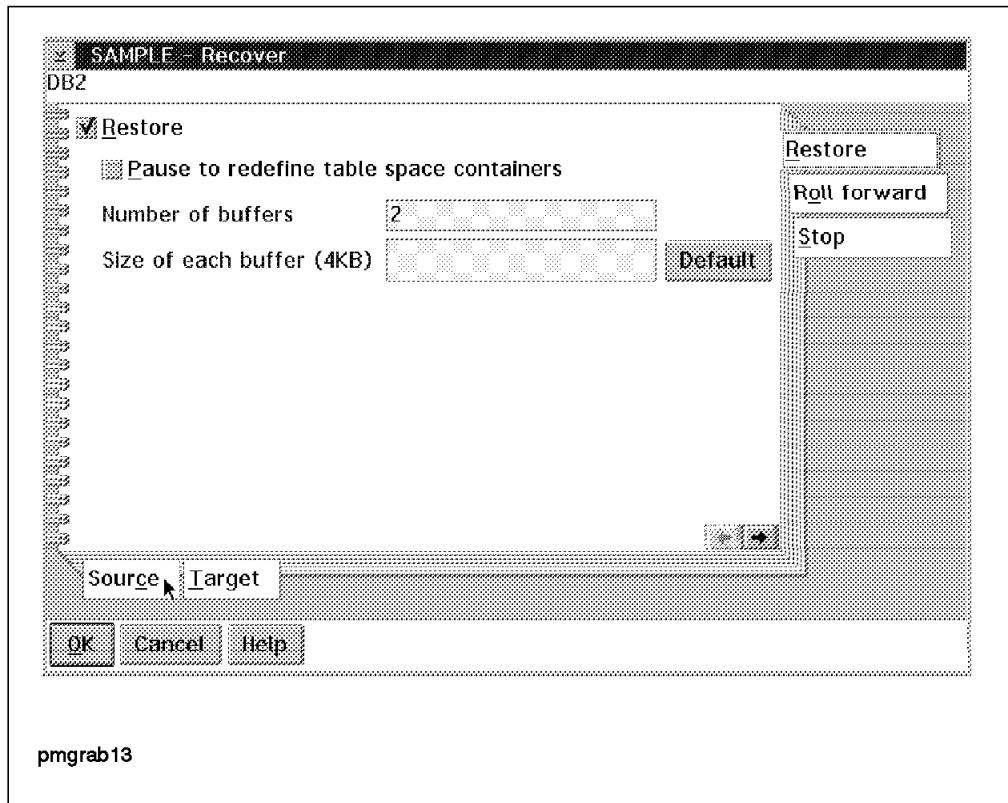 SAMPLE - Recover
DB2
Restore
Pause to redefine table space containers
Number of buffers 2
Size of each buffer (4KB) Default
Restore
Roll forward
Stop
Source Target
OK Cancel Help
pmgrab13